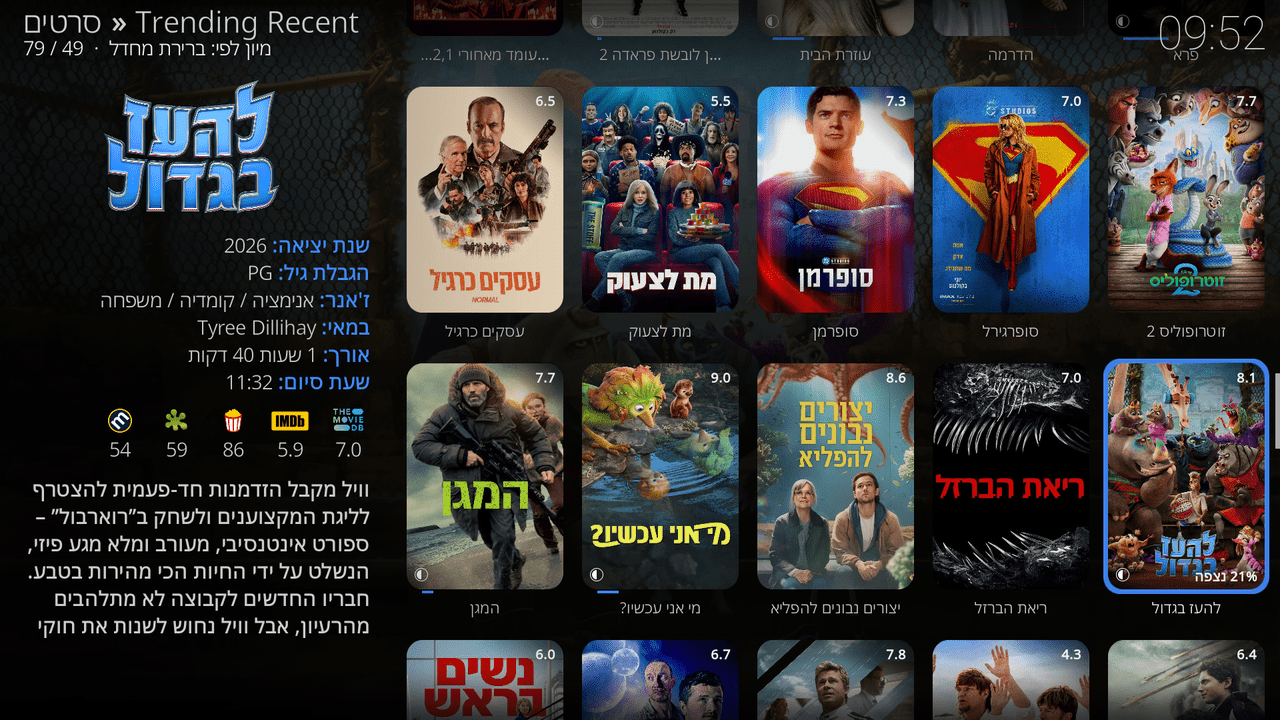 סרטים » Trending Recent
מיון לפי: ברירת מחדל · 49 / 79
09:52
להעז
בגדול
שנת יציאה: 2026
הגבלת גיל: PG
ז'אנר: אנימציה / קומדיה / משפחה
במאי: Tyree Dillihay
אורך: 1 שעות 40 דקות
שעת סיום: 11:32
THE MOVIE DB
IMDb
7.0
5.9
86
59
54
וויל מקבל הזדמנות חד-פעמית להצטרף
לליגת המקצוענים ולשחק ב"רוארבול" –
ספורט אינטנסיבי, מעורב ומלא מגע פיזי,
הנשלט על ידי החיות הכי מהירות בטבע.
חבריו החדשים לקבוצה לא מתלהבים
מהרעיון, אבל וויל נחוש לשנות את חוקי
פרא
הדרמה
עוזרת הבית
...ן לובשת פראדה 2
...עומד מאחורי 2,1...
7.7
זוטרופוליס
2
זוטרופוליס 2
7.0
STUDIOS
סופרגירל
7.3
STUDIOS
סופרמן
סופרמן
5.5
מת לצעוק
מת לצעוק
6.5
עסקים כרגיל
NORMAL
עסקים כרגיל
8.1
להעז
בגדול
21% נצפה
להעז בגדול
7.0
ריאת הברזל
ריאת הברזל
8.6
יצורים
נבונים
להפליא
יצורים נבונים להפליא
9.0
מי אני עכשיו?
מי אני עכשיו?
7.7
המגן
המגן
6.4
4.3
7.8
6.7
6.0
נשים
בראש